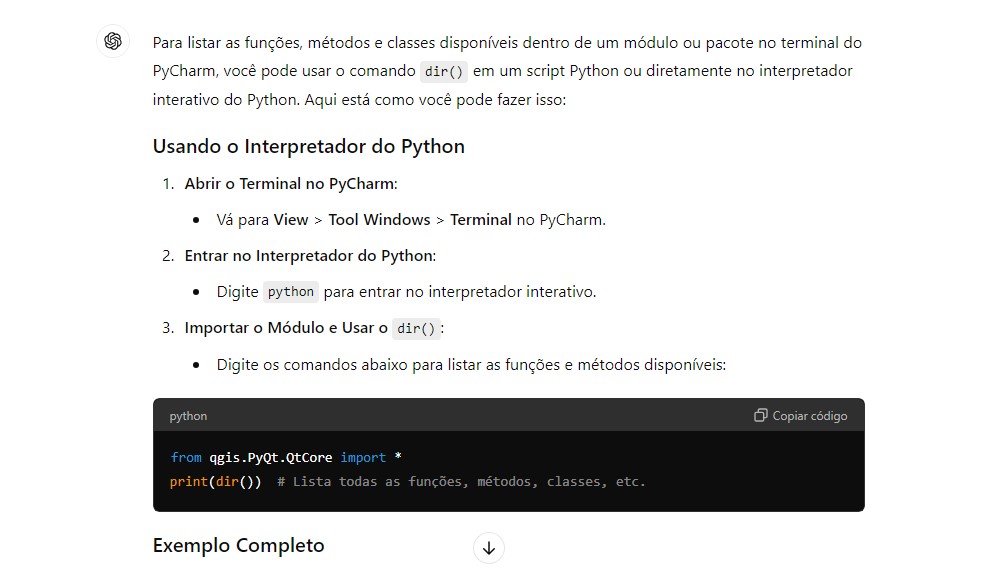 Para listar as funções, métodos e classes disponíveis dentro de um módulo ou pacote no terminal do
PyCharm, você pode usar o comando dir() em um script Python ou diretamente no interpretador
interativo do Python. Aqui está como você pode fazer isso:
Usando o Interpretador do Python
1. Abrir o Terminal no PyCharm:
• Vá para View > Tool Windows > Terminal no PyCharm.
2. Entrar no Interpretador do Python:
• Digite python para entrar no interpretador interativo.
3. Importar o Módulo e Usar o dir():
• Digite os comandos abaixo para listar as funções e métodos disponíveis:
python Copiar código
from qgis.PyQt.QtCore import *
print(dir())  # Lista todas as funções, métodos, classes, etc.
Exemplo Completo